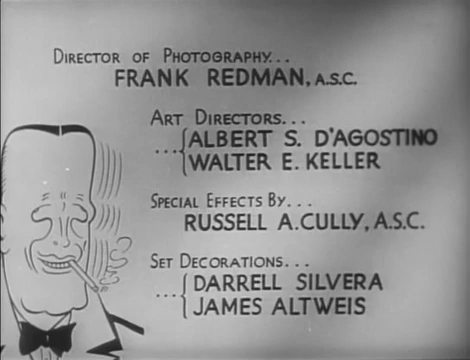 DIRECTOR OF PHOTOGRAPHY...
FRANK REDMAN, A.S.C.
ART DIRECTORS...
...{ALBERT S. D'AGOSTINO
WALTER E. KELLER
SPECIAL EFFECTS BY...
RUSSELL A. CULLY, A.S.C.
SET DECORATIONS...
...{DARRELL SILVERA
JAMES ALTWEIS